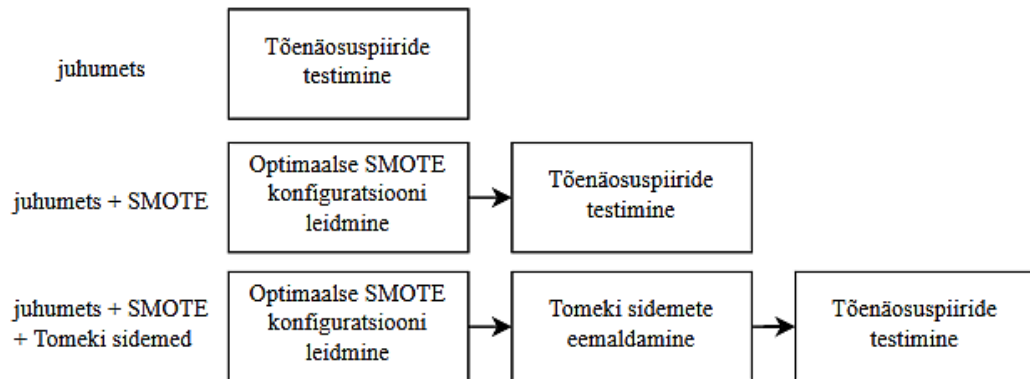 juhumets
Tõenäosuspiiride
testimine
juhumets + SMOTE
Optimaalse SMOTE
konfiguratsiooni
leidmine
Tõenäosuspiiride
testimine
juhumets + SMOTE
+ Tomeki sidemed
Optimaalse SMOTE
konfiguratsiooni
leidmine
Tomeki sidemete
eemaldamine
Tõenäosuspiiride
testimine